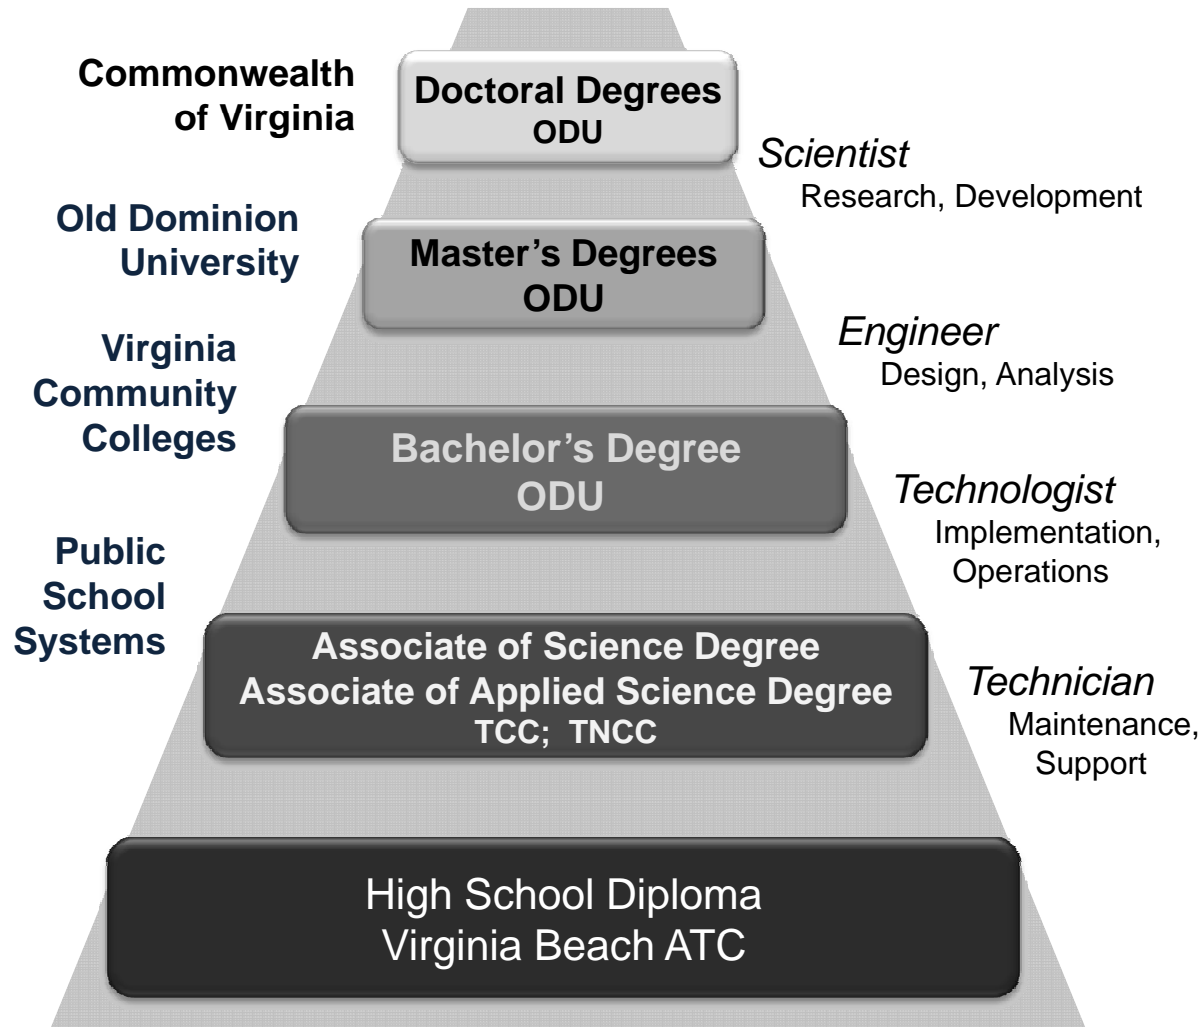 Commonwealth
of Virginia
Doctoral Degrees
ODU
Scientist
Research, Development
Old Dominion
University
Master’s Degrees
ODU
Engineer
Design, Analysis
Virginia
Community
Colleges
Bachelor’s Degree
ODU
Technologist
Implementation,
Operations
Public
School
Systems
Associate of Science Degree
Associate of Applied Science Degree
TCC;  TNCC
Technician
Maintenance,
Support
High School Diploma
Virginia Beach ATC